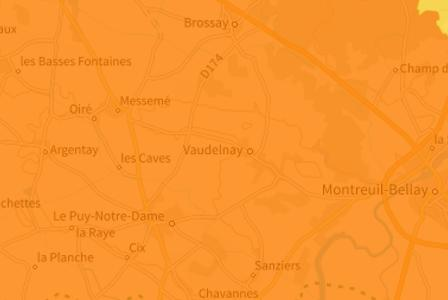 Brossay
aux
les Basses Fontaines
D174
Champ d
Messemé
Oiré
la
Argentay
les Caves
Vaudelnay
Montreuil-Bellay
chettes
Le Puy-Notre-Dame
la Raye
Cix
la Planche
Sanziers
Chavannes